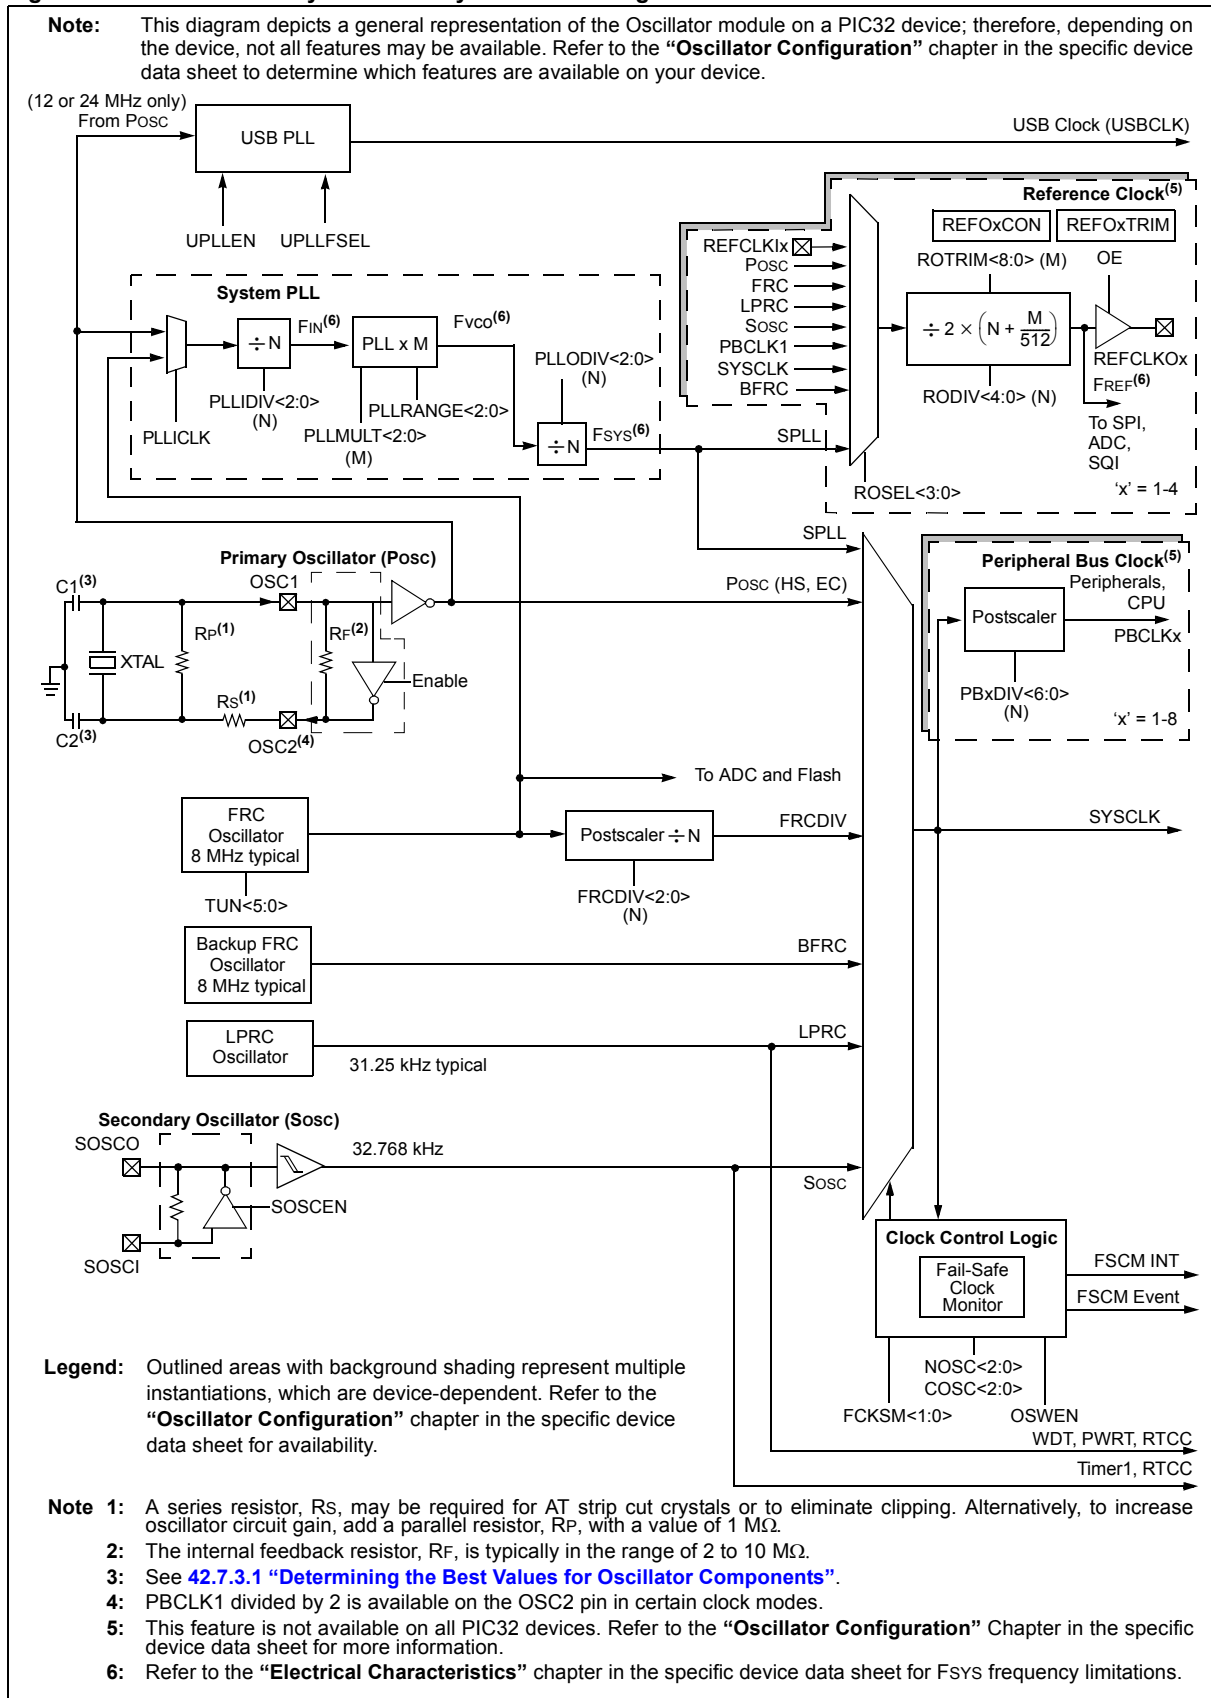 Note: This diagram depicts a general representation of the Oscillator module on a PIC32 device; therefore, depending on
the device, not all features may be available. Refer to the “Oscillator Configuration” chapter in the specific device
data sheet to determine which features are available on your device.
(12 or 24 MHz only)
From POSC
USB PLL
USB Clock (USBCLK)
UPLLEN
UPLLFSEL
Reference Clock(5)
REFOxCON
REFOxTRIM
REFCLKIx
POSC
FRC
LPRC
SOSC
PBCLK1
SYSCLK
BFRC
SPLL
ROTRIM<8:0> (M)
OE
÷ 2 × (N + M/512)
REFCLKOx
RODIV<4:0> (N)
FREF(6)
To SPI,
ADC,
SQI
ROSEL<3:0>
‘x’ = 1-4
System PLL
FIN(6)
FVCO(6)
÷ N
PLL x M
PLLODIV<2:0>
(N)
PLLIDIV<2:0>
(N)
PLLRANGE<2:0>
PLLICLK
PLLMULT<2:0>
(M)
÷ N
FSYS(6)
SPLL
Primary Oscillator (POSC)
C1(3)
OSC1
POSC (HS, EC)
RP(1)
RF(2)
XTAL
Enable
RS(1)
C2(3)
OSC2(4)
Peripheral Bus Clock(5)
Peripherals,
CPU
Postscaler
PBCLKx
PBxDIV<6:0>
(N)
‘x’ = 1-8
To ADC and Flash
FRC
Oscillator
8 MHz typical
TUN<5:0>
Postscaler ÷ N
FRCDIV
FRCDIV<2:0>
(N)
SYSCLK
Backup FRC
Oscillator
8 MHz typical
BFRC
LPRC
Oscillator
31.25 kHz typical
LPRC
Secondary Oscillator (SOSC)
SOSCO
32.768 kHz
SOSC
SOSCEN
SOSCI
Clock Control Logic
Fail-Safe
Clock
Monitor
FSCM INT
FSCM Event
NOSC<2:0>
COSC<2:0>
FCKSM<1:0>
OSWEN
WDT, PWRT, RTCC
Timer1, RTCC
Legend: Outlined areas with background shading represent multiple
instantiations, which are device-dependent. Refer to the
“Oscillator Configuration” chapter in the specific device
data sheet for availability.
Note 1: A series resistor, RS, may be required for AT strip cut crystals or to eliminate clipping. Alternatively, to increase
oscillator circuit gain, add a parallel resistor, RP, with a value of 1 MΩ.
2: The internal feedback resistor, RF, is typically in the range of 2 to 10 MΩ.
3: See 42.7.3.1 “Determining the Best Values for Oscillator Components”.
4: PBCLK1 divided by 2 is available on the OSC2 pin in certain clock modes.
5: This feature is not available on all PIC32 devices. Refer to the “Oscillator Configuration” Chapter in the specific
device data sheet for more information.
6: Refer to the “Electrical Characteristics” chapter in the specific device data sheet for FSYS frequency limitations.